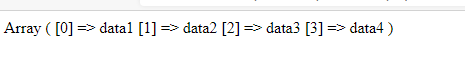 Array ( [0] => data1 [1] => data2 [2] => data3 [3] => data4 )